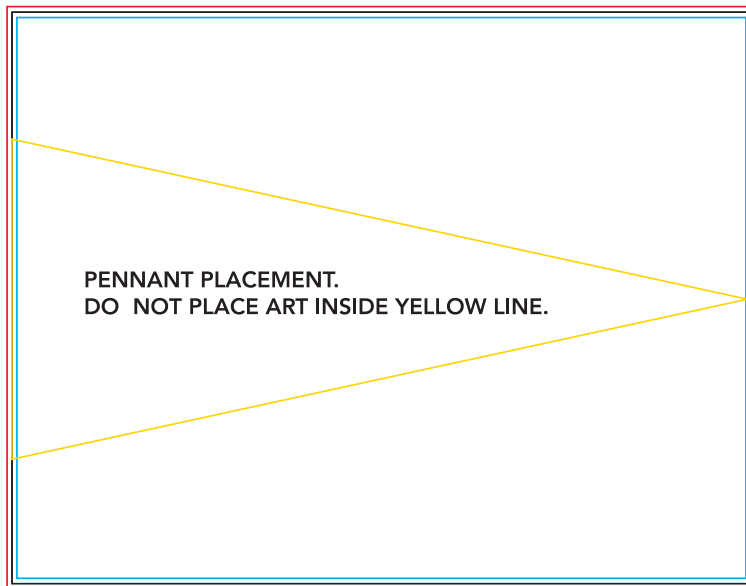 PENNANT PLACEMENT.
DO  NOT PLACE ART INSIDE YELLOW LINE.